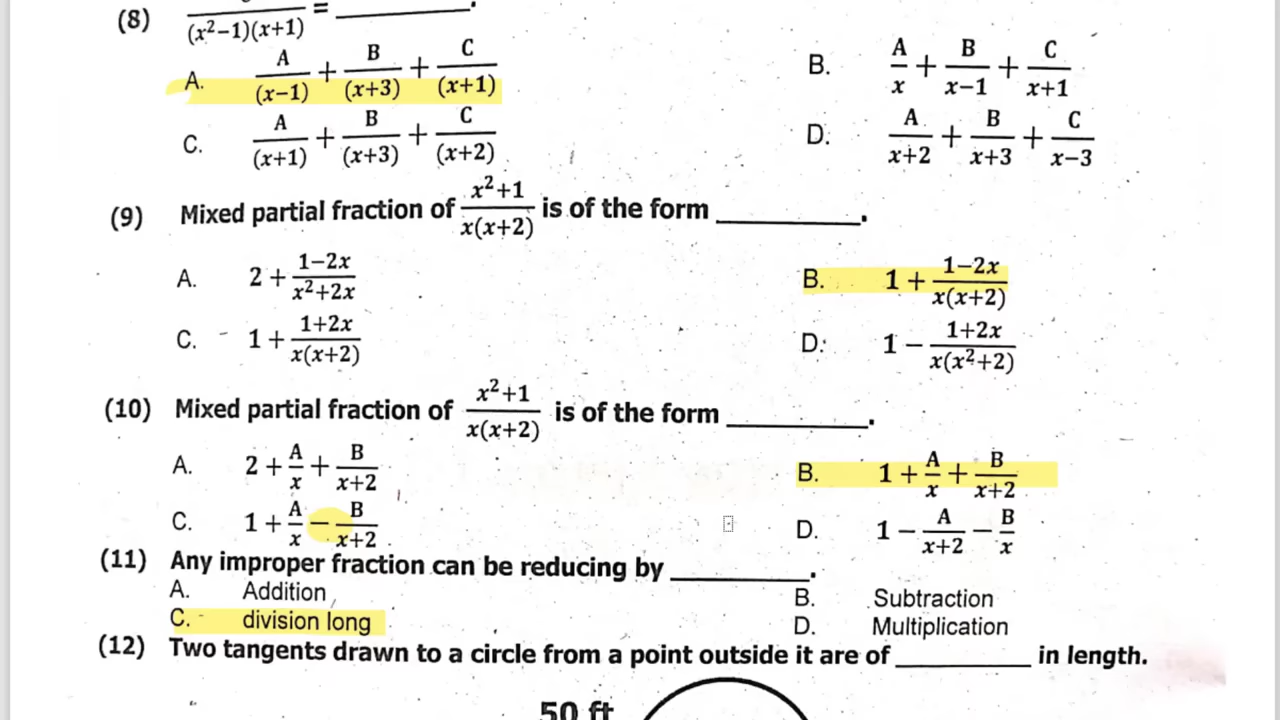 (8) ———/(x²−1)(x+1) = ________.
A. A/(x−1) + B/(x+3) + C/(x+1) B. A/x + B/x−1 + C/x+1
C. A/(x+1) + B/(x+3) + C/(x+2) D. A/x+2 + B/x+3 + C/x−3
(9) Mixed partial fraction of x²+1/x(x+2) is of the form ________.
A. 2 + 1−2x/x²+2x B. 1 + 1−2x/x(x+2)
C. 1 + 1+2x/x(x+2) D: 1 − 1+2x/x(x²+2)
(10) Mixed partial fraction of x²+1/x(x+2) is of the form ________.
A. 2 + A/x + B/x+2 B. 1 + A/x + B/x+2
C. 1 + A/x − B/x+2 D. 1 − A/x+2 − B/x
(11) Any improper fraction can be reducing by ________.
A. Addition B. Subtraction
C. division long D. Multiplication
(12) Two tangents drawn to a circle from a point outside it are of ________ in length.
50 ft